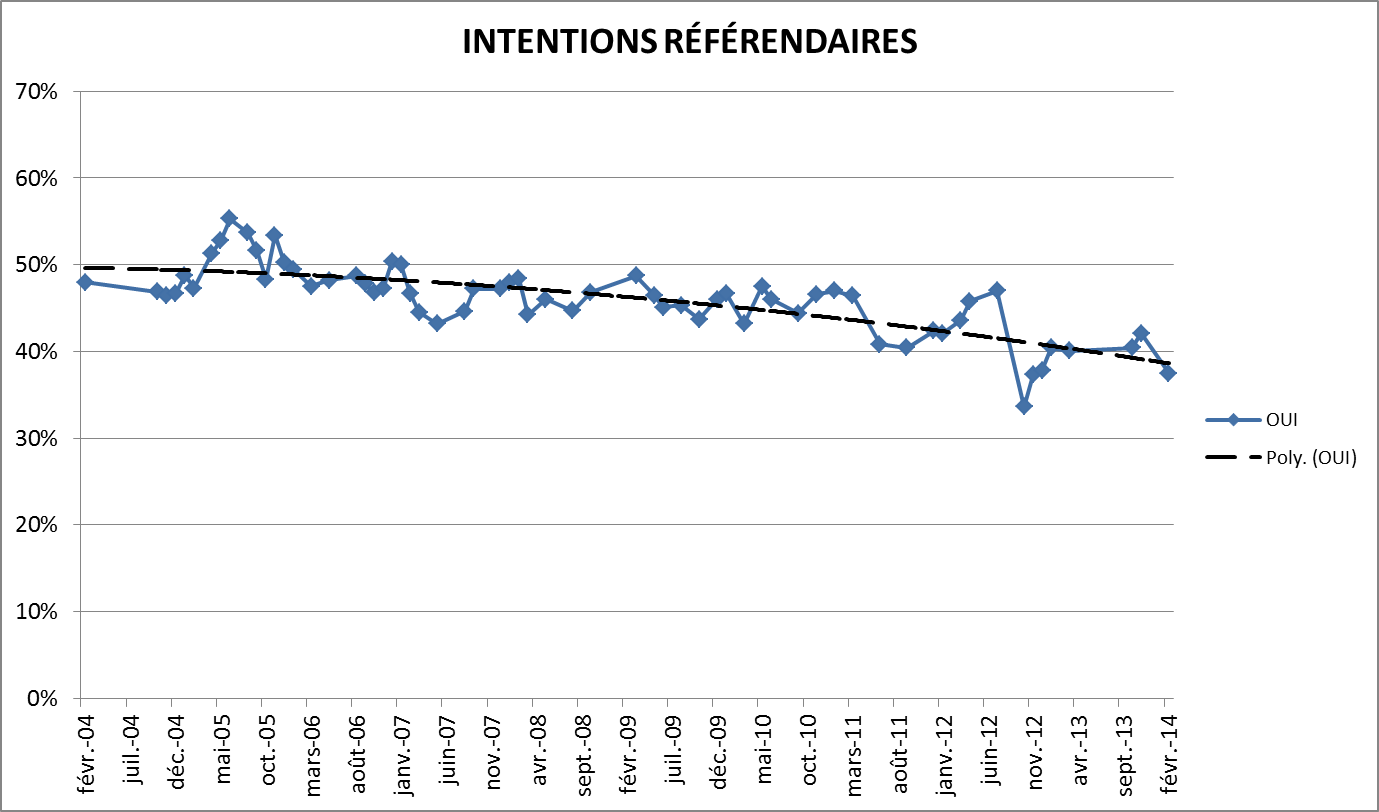 INTENTIONS RÉFÉRENDAIRES
70%
60%
50%
40%
30%
20%
10%
0%
févr.-04
juil.-04
déc.-04
mai-05
oct.-05
mars-06
août-06
janv.-07
juin-07
nov.-07
avr.-08
sept.-08
févr.-09
juil.-09
déc.-09
mai-10
oct.-10
mars-11
août-11
janv.-12
juin-12
nov.-12
avr.-13
sept.-13
févr.-14
OUI
Poly. (OUI)